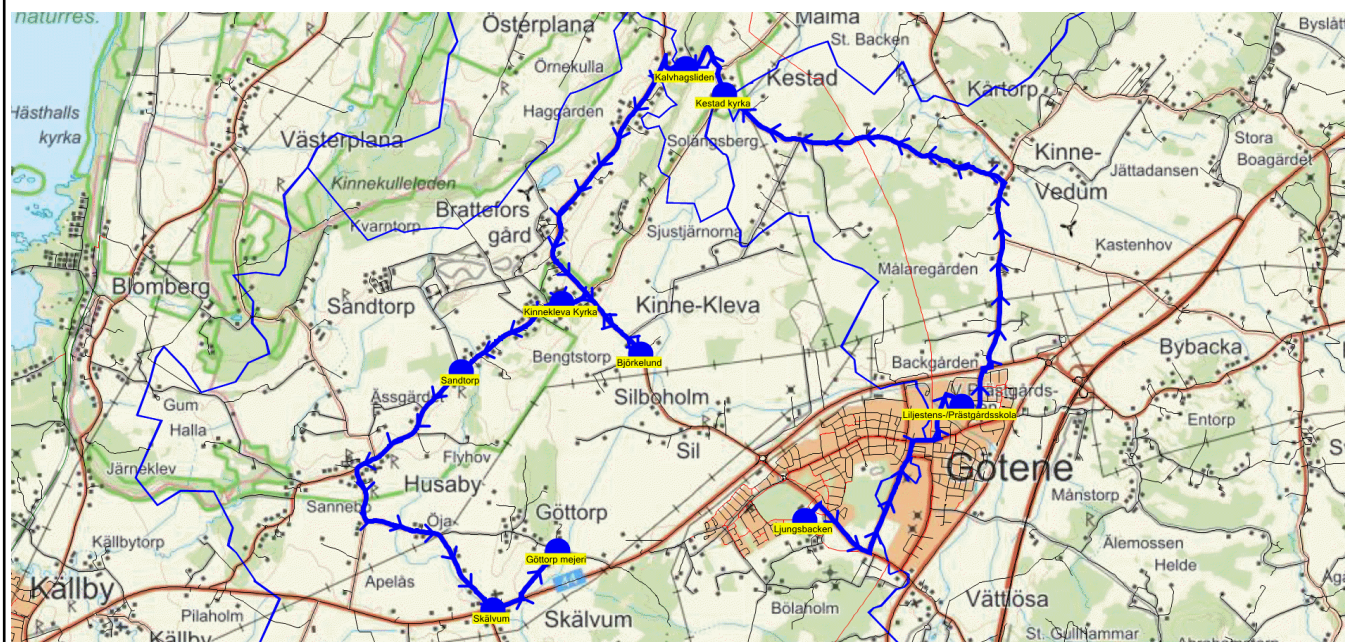 naturres.
Österplana
Malma
St. Backen
Byslätt
Örnekulla
Kalvhagsliden
Kestad
Kestad kyrka
Kårtorp
Hästhalls
kyrka
Haggården
Västerplana
Solängsberg
Kinne-
Vedum
Stora
Boagärdet
Jättadansen
Kinnekulleleden
Kvarntorp
Brattefors
gård
Sjustjärnorna
Kastenhov
Målaregården
Blomberg
Sandtorp
Kinnekleva Kyrka
Kinne-Kleva
Bengtstorp
Björkelund
Backgården
Bybacka
Sandtorp
Ässgärdet
Silboholm
Liljestens-/Prästgårdsskola
Entorp
Gum
Halla
Flyhov
Sil
Götene
Järneklev
Husaby
Månstorp
Sannebo
Göttorp
Öja
Ljungsbacken
Källbytorp
Göttorp mejeri
Älemossen
Helde
Apelås
44
Källby
Pilaholm
Skälvum
Skälvum
Bölaholm
Vättlösa
St. Gullhammar
Källby